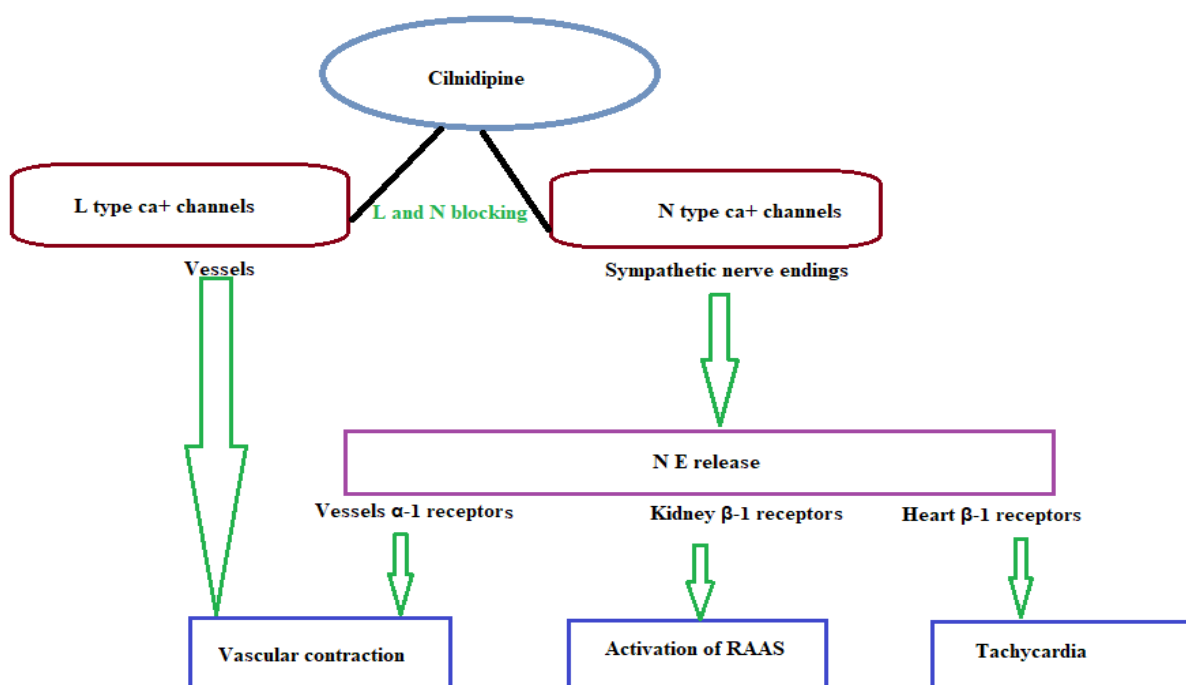 Cilnidipine
L type ca+ channels
L and N blocking
N type ca+ channels
Vessels
Sympathetic nerve endings
N E release
Vessels α-1 receptors
Kidney β-1 receptors
Heart β-1 receptors
Vascular contraction
Activation of RAAS
Tachycardia